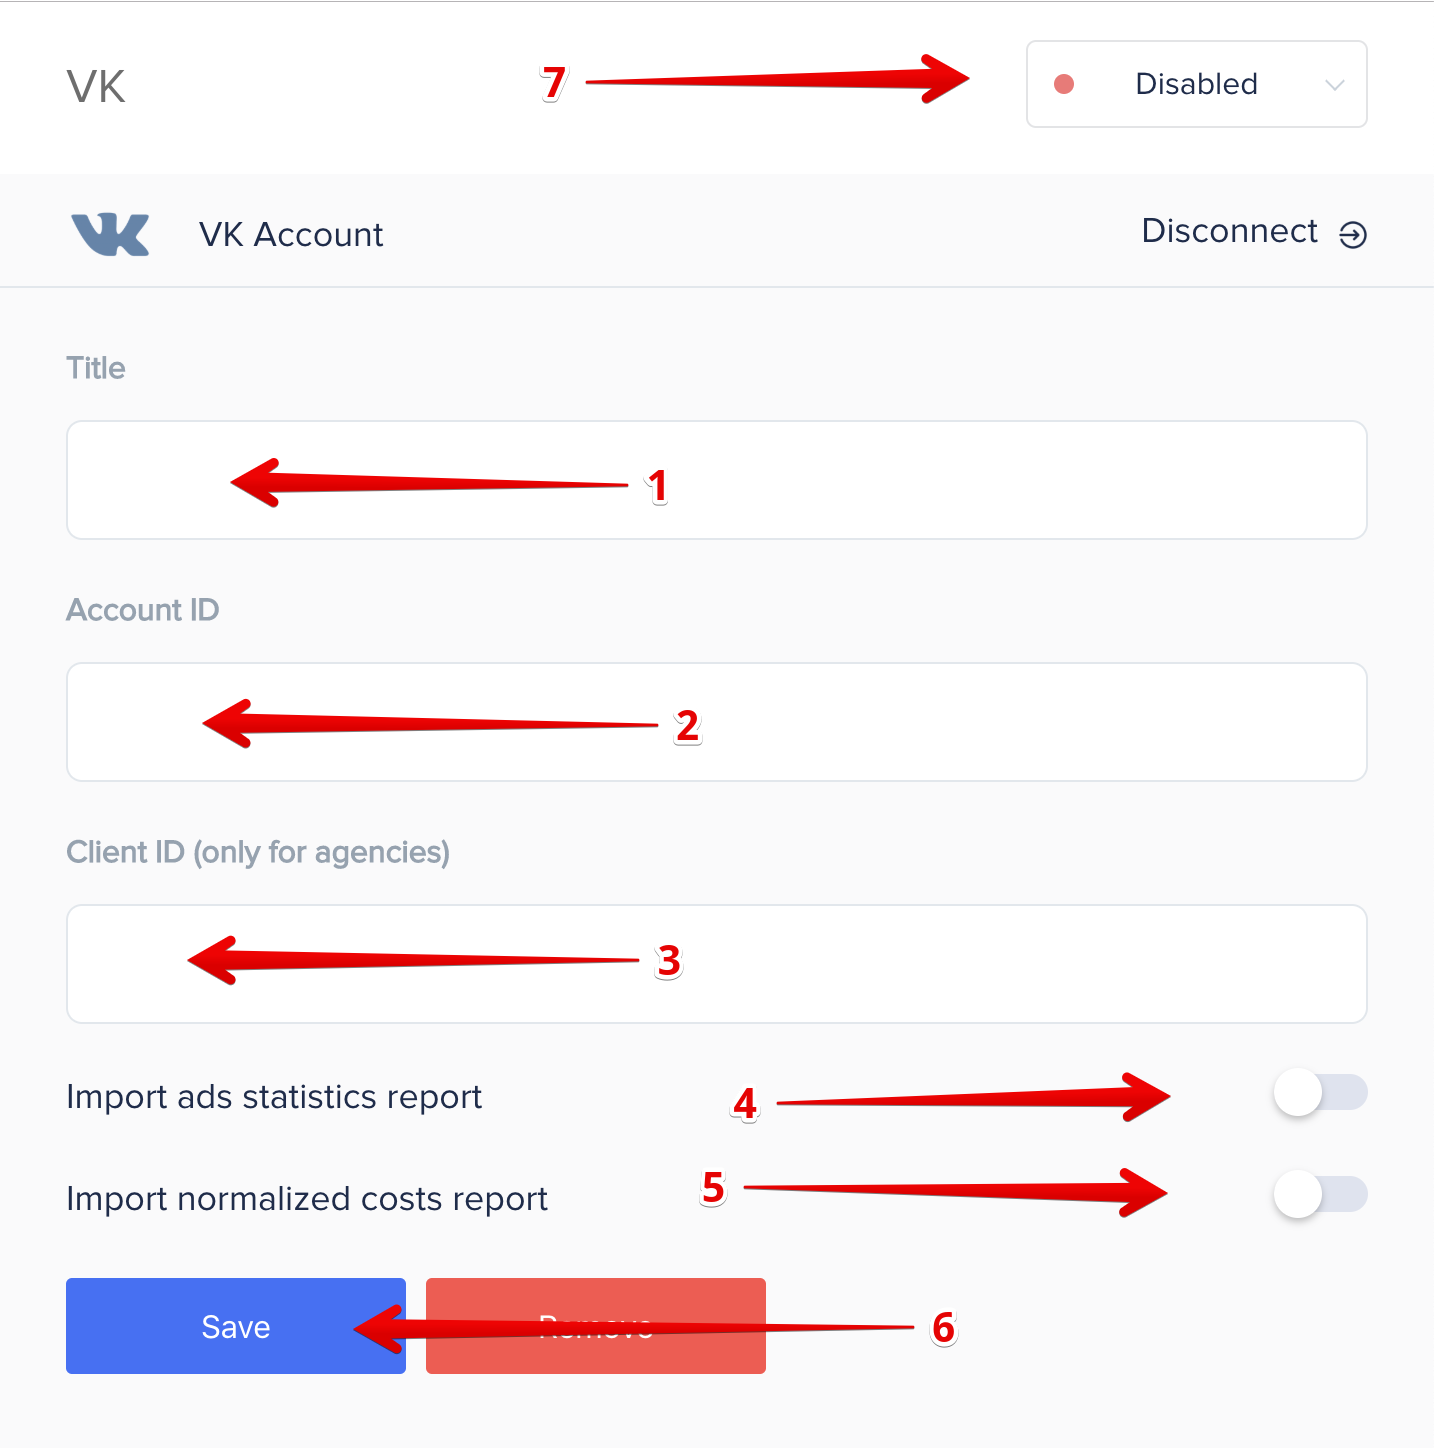 VK
7
Disabled
VK Account
Disconnect
Title
1
Account ID
2
Client ID (only for agencies)
3
Import ads statistics report
4
Import normalized costs report
5
Save
Remove
6